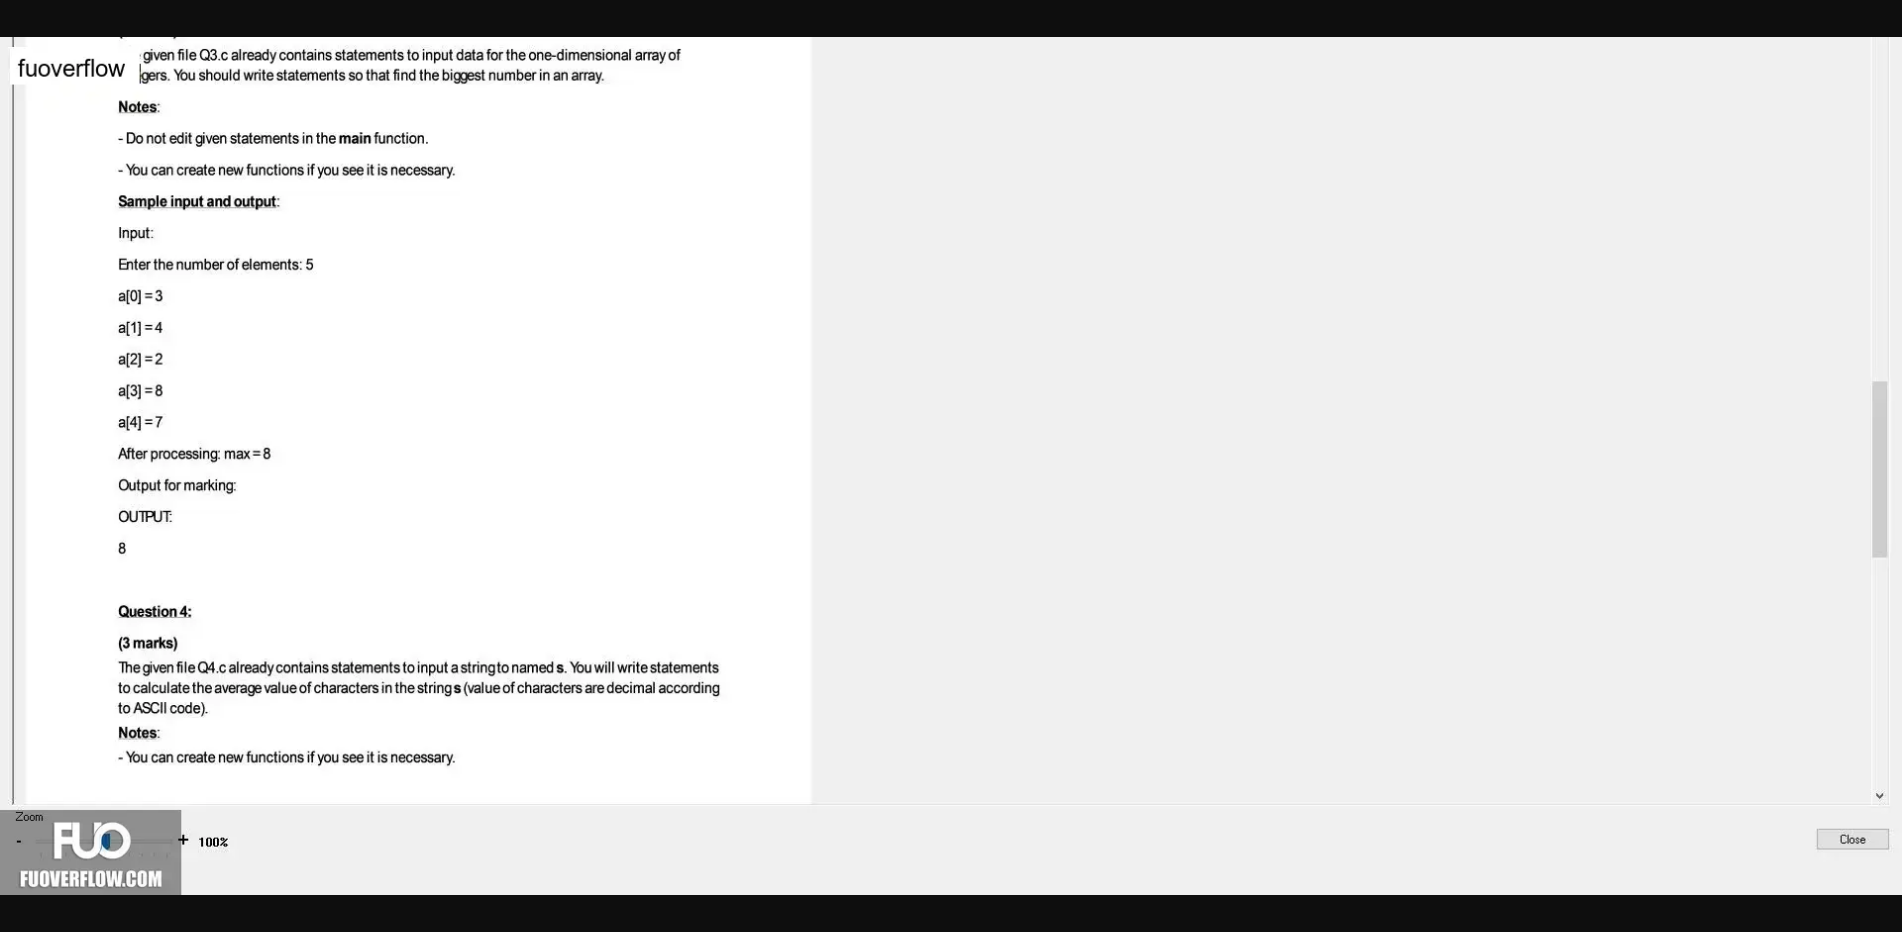 fuoverflow
given file Q3.c already contains statements to input data for the one-dimensional array of
gers. You should write statements so that find the biggest number in an array.
Notes:
- Do not edit given statements in the main function.
- You can create new functions if you see it is necessary.
Sample input and output:
Input:
Enter the number of elements: 5
a[0] = 3
a[1] = 4
a[2] = 2
a[3] = 8
a[4] = 7
After processing: max = 8
Output for marking:
OUTPUT:
8
Question 4:
(3 marks)
The given file Q4.c already contains statements to input a string to named s. You will write statements
to calculate the average value of characters in the string s (value of characters are decimal according
to ASCII code).
Notes:
- You can create new functions if you see it is necessary.
Zoom
- + 100%
Close
FUO
FUOVERFLOW.COM